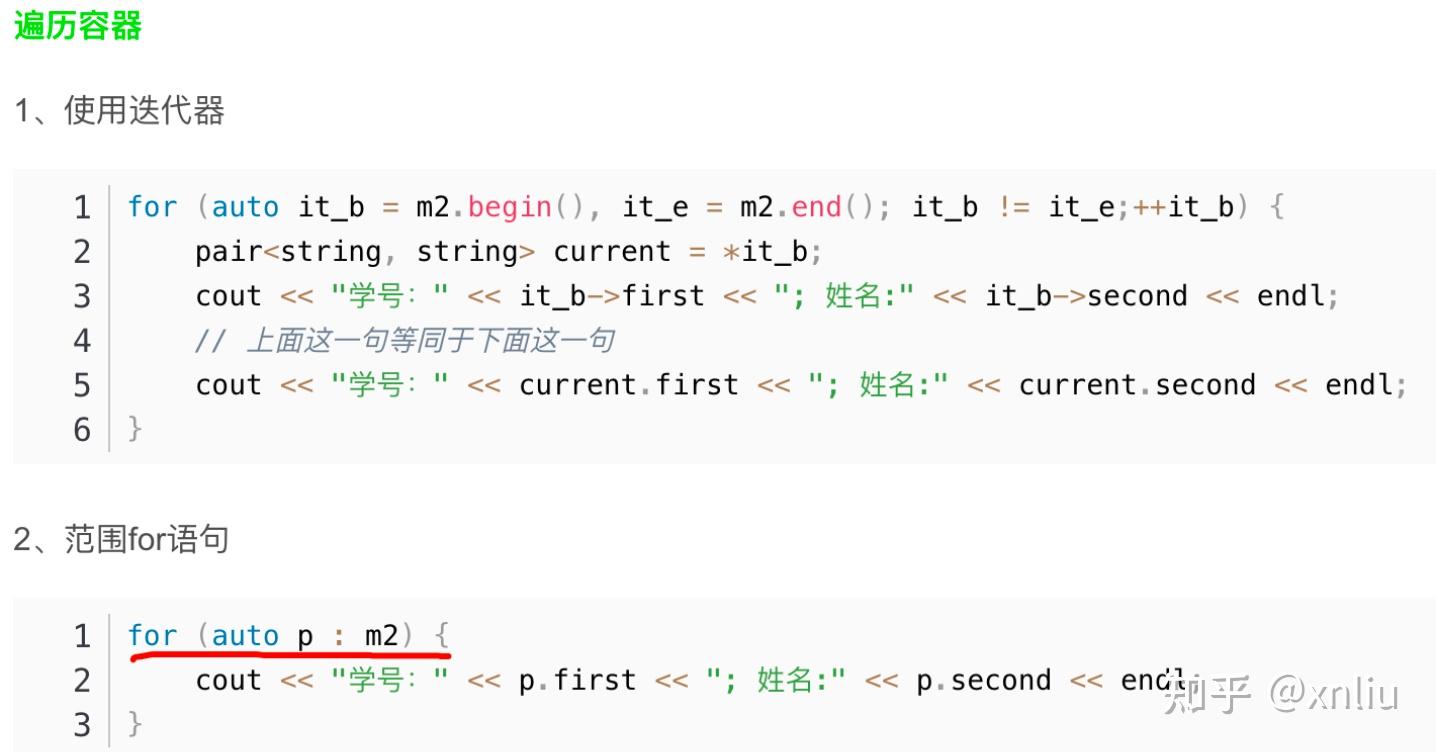 遍历容器
1、使用迭代器
1 for (auto it_b = m2.begin(), it_e = m2.end(); it_b != it_e;++it_b) {
2 pair<string, string> current = *it_b;
3 cout << "学号：" << it_b->first << "; 姓名:" << it_b->second << endl;
4 // 上面这一句等同于下面这一句
5 cout << "学号：" << current.first << "; 姓名:" << current.second << endl;
6 }
2、范围for语句
1 for (auto p : m2) {
2 cout << "学号：" << p.first << "; 姓名:" << p.second << endl;
3 }
知乎 @xnliu